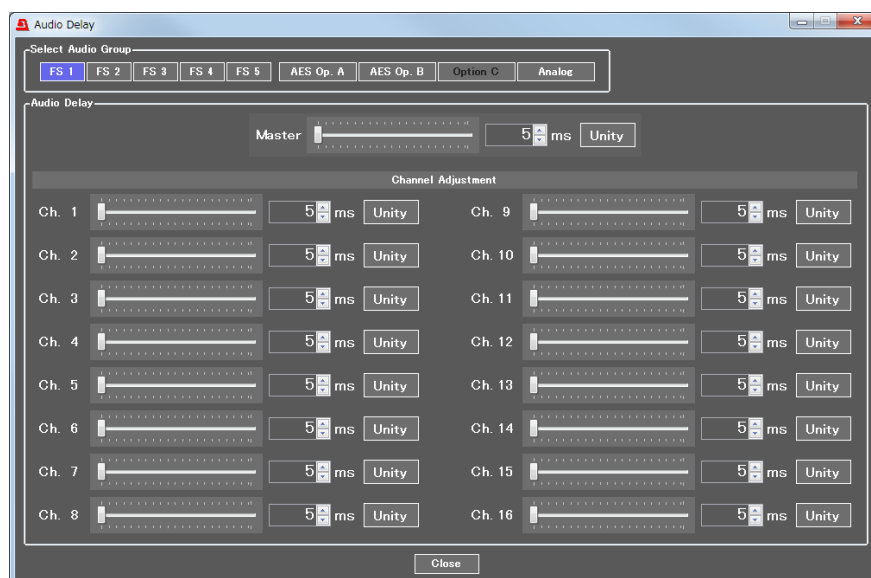 Audio Delay
Select Audio Group
FS 1 FS 2 FS 3 FS 4 FS 5 AES Op. A AES Op. B Option C Analog
Audio Delay
Master 5 ms Unity
Channel Adjustment
Ch. 1 5 ms Unity Ch. 9 5 ms Unity
Ch. 2 5 ms Unity Ch. 10 5 ms Unity
Ch. 3 5 ms Unity Ch. 11 5 ms Unity
Ch. 4 5 ms Unity Ch. 12 5 ms Unity
Ch. 5 5 ms Unity Ch. 13 5 ms Unity
Ch. 6 5 ms Unity Ch. 14 5 ms Unity
Ch. 7 5 ms Unity Ch. 15 5 ms Unity
Ch. 8 5 ms Unity Ch. 16 5 ms Unity
Close